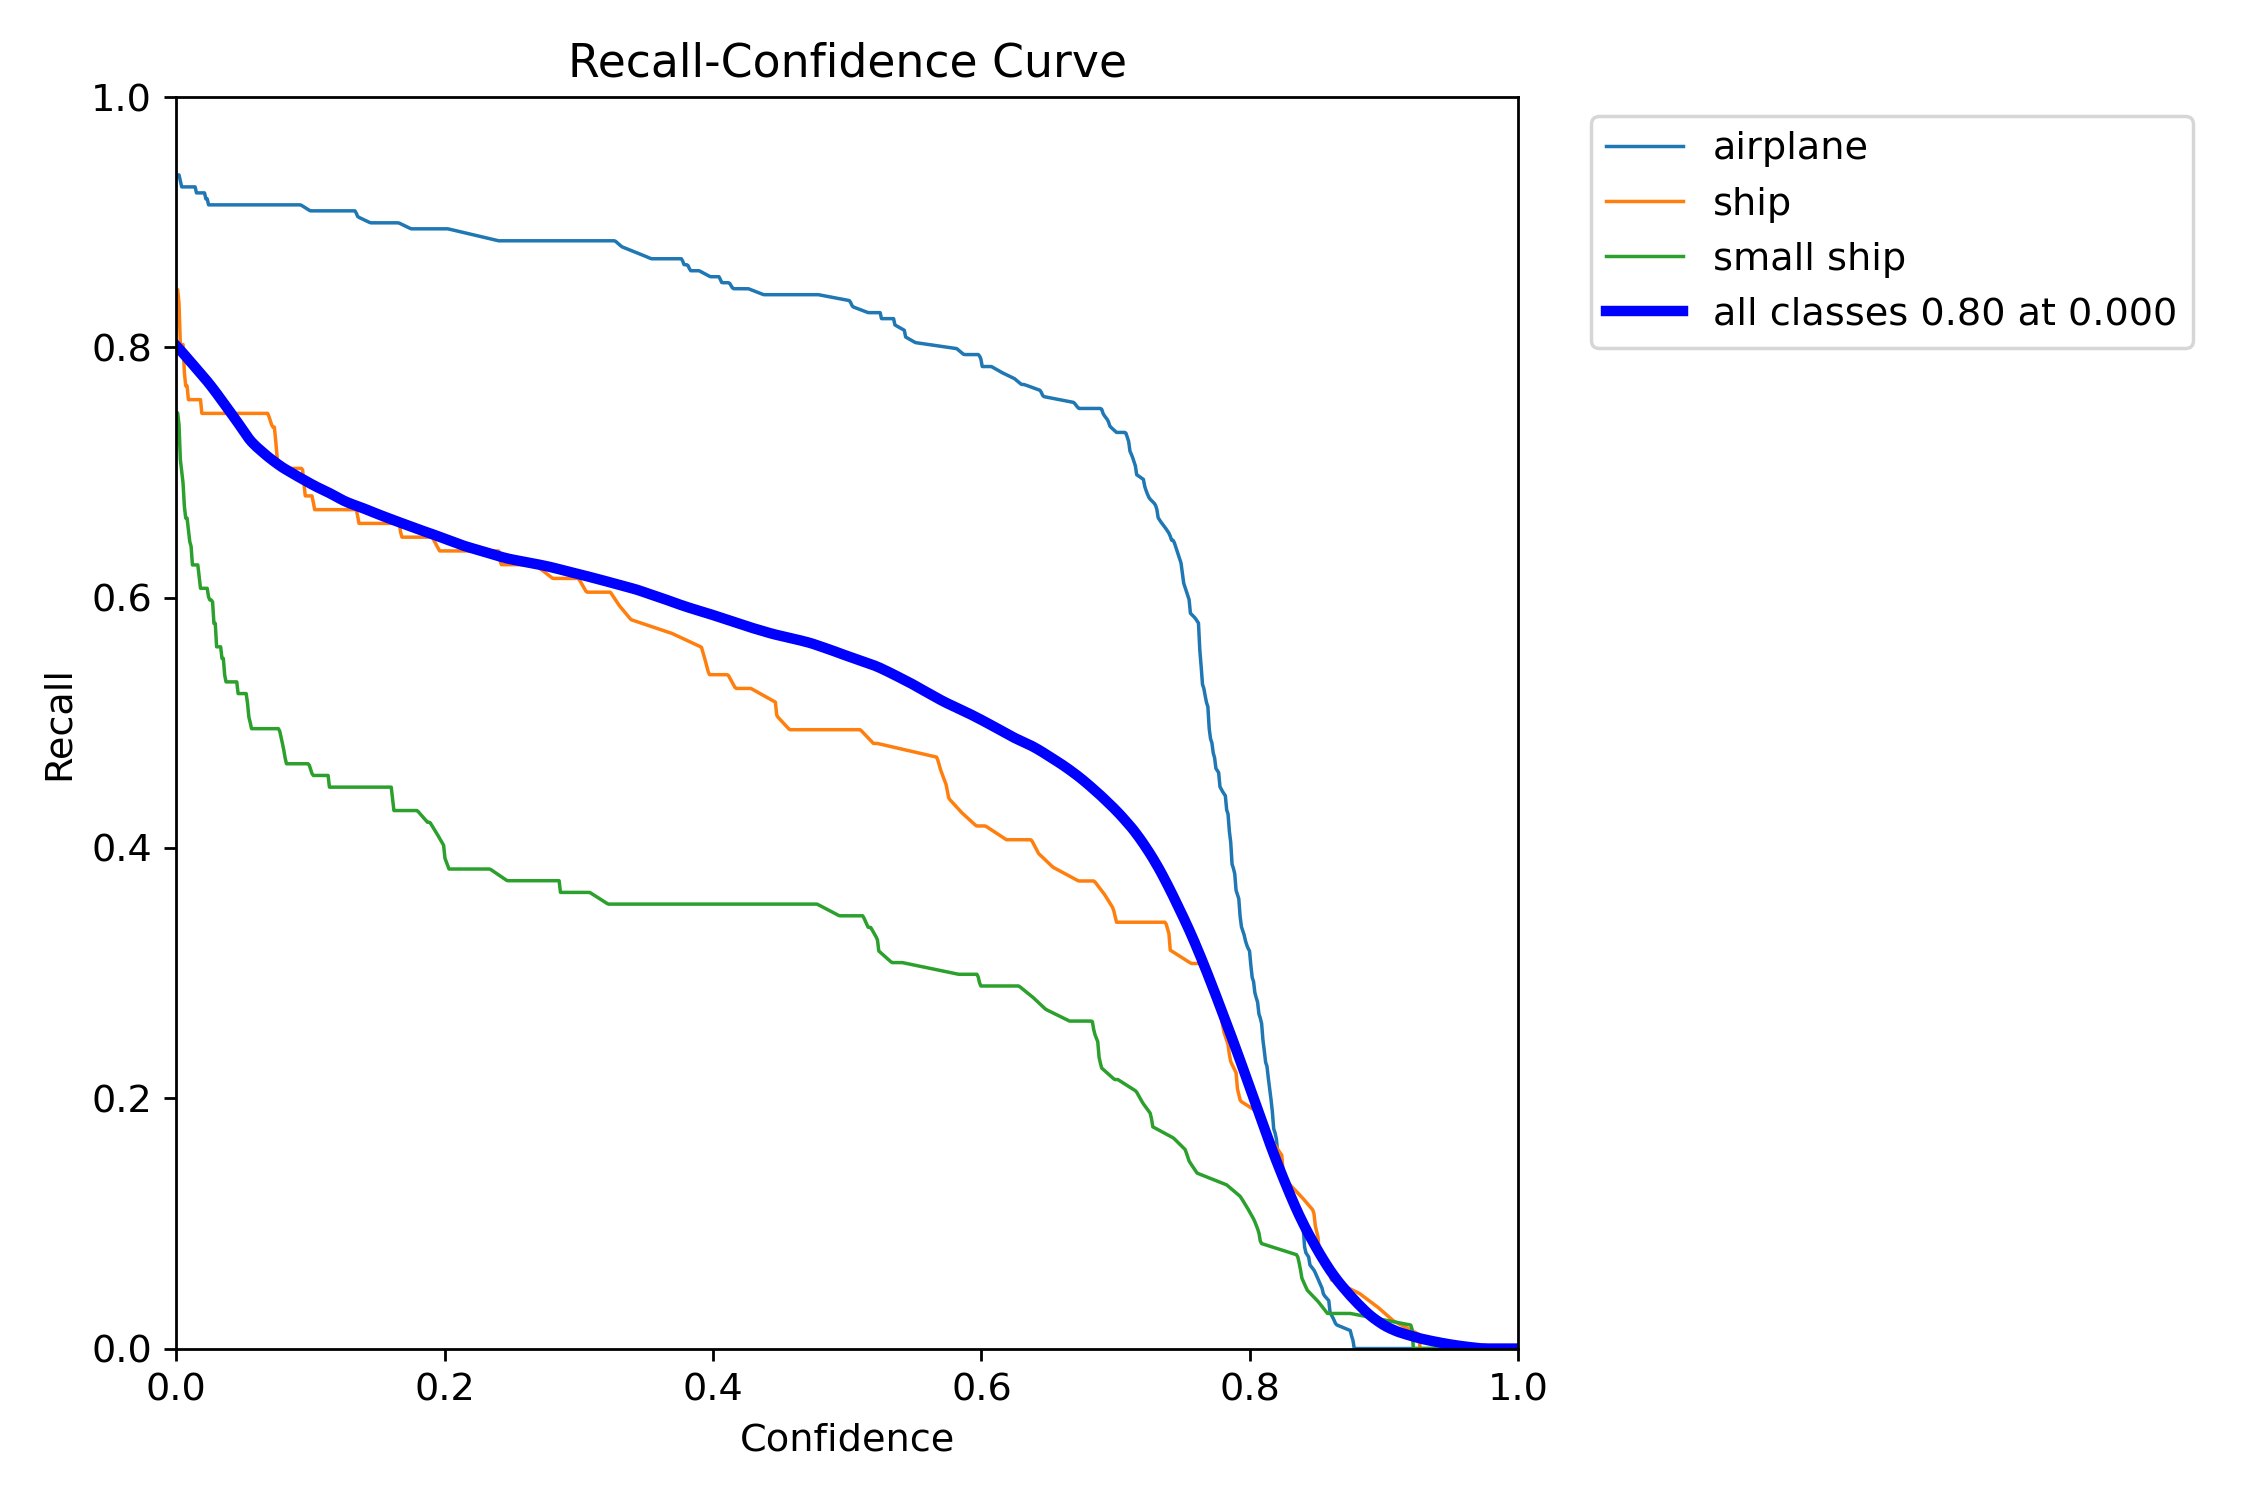 Recall-Confidence Curve
1.0
0.8
0.6
0.4
0.2
0.0
Recall
0.0 0.2 0.4 0.6 0.8 1.0
Confidence
airplane
ship
small ship
all classes 0.80 at 0.000